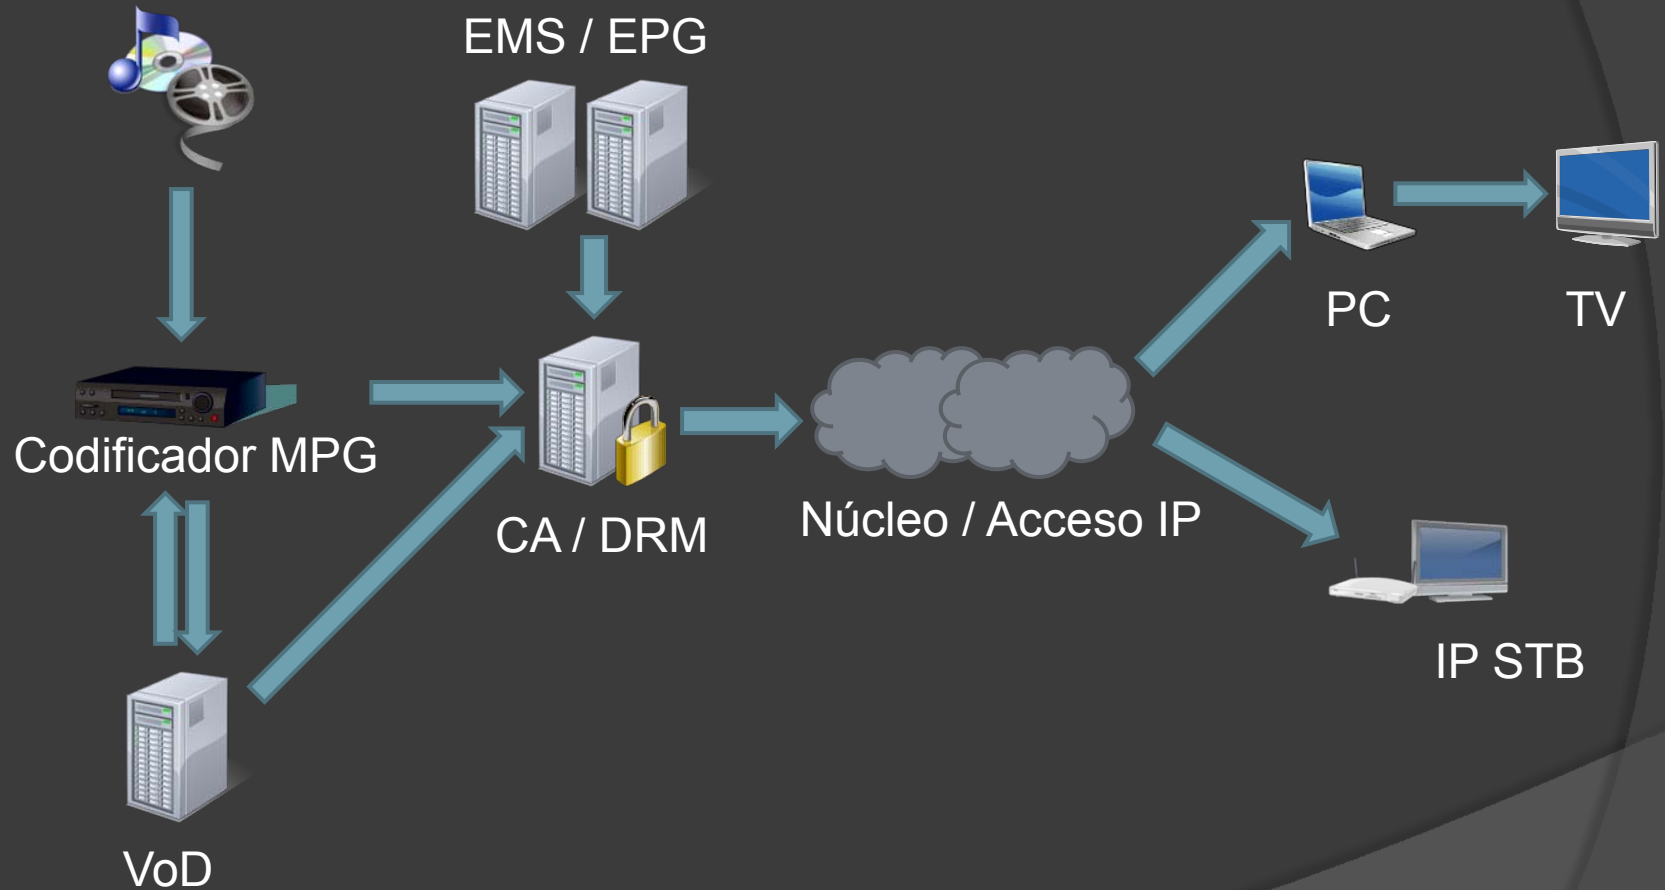 EMS / EPG
PC
TV
Codificador MPG
CA / DRM
Núcleo / Acceso IP
IP STB
VoD